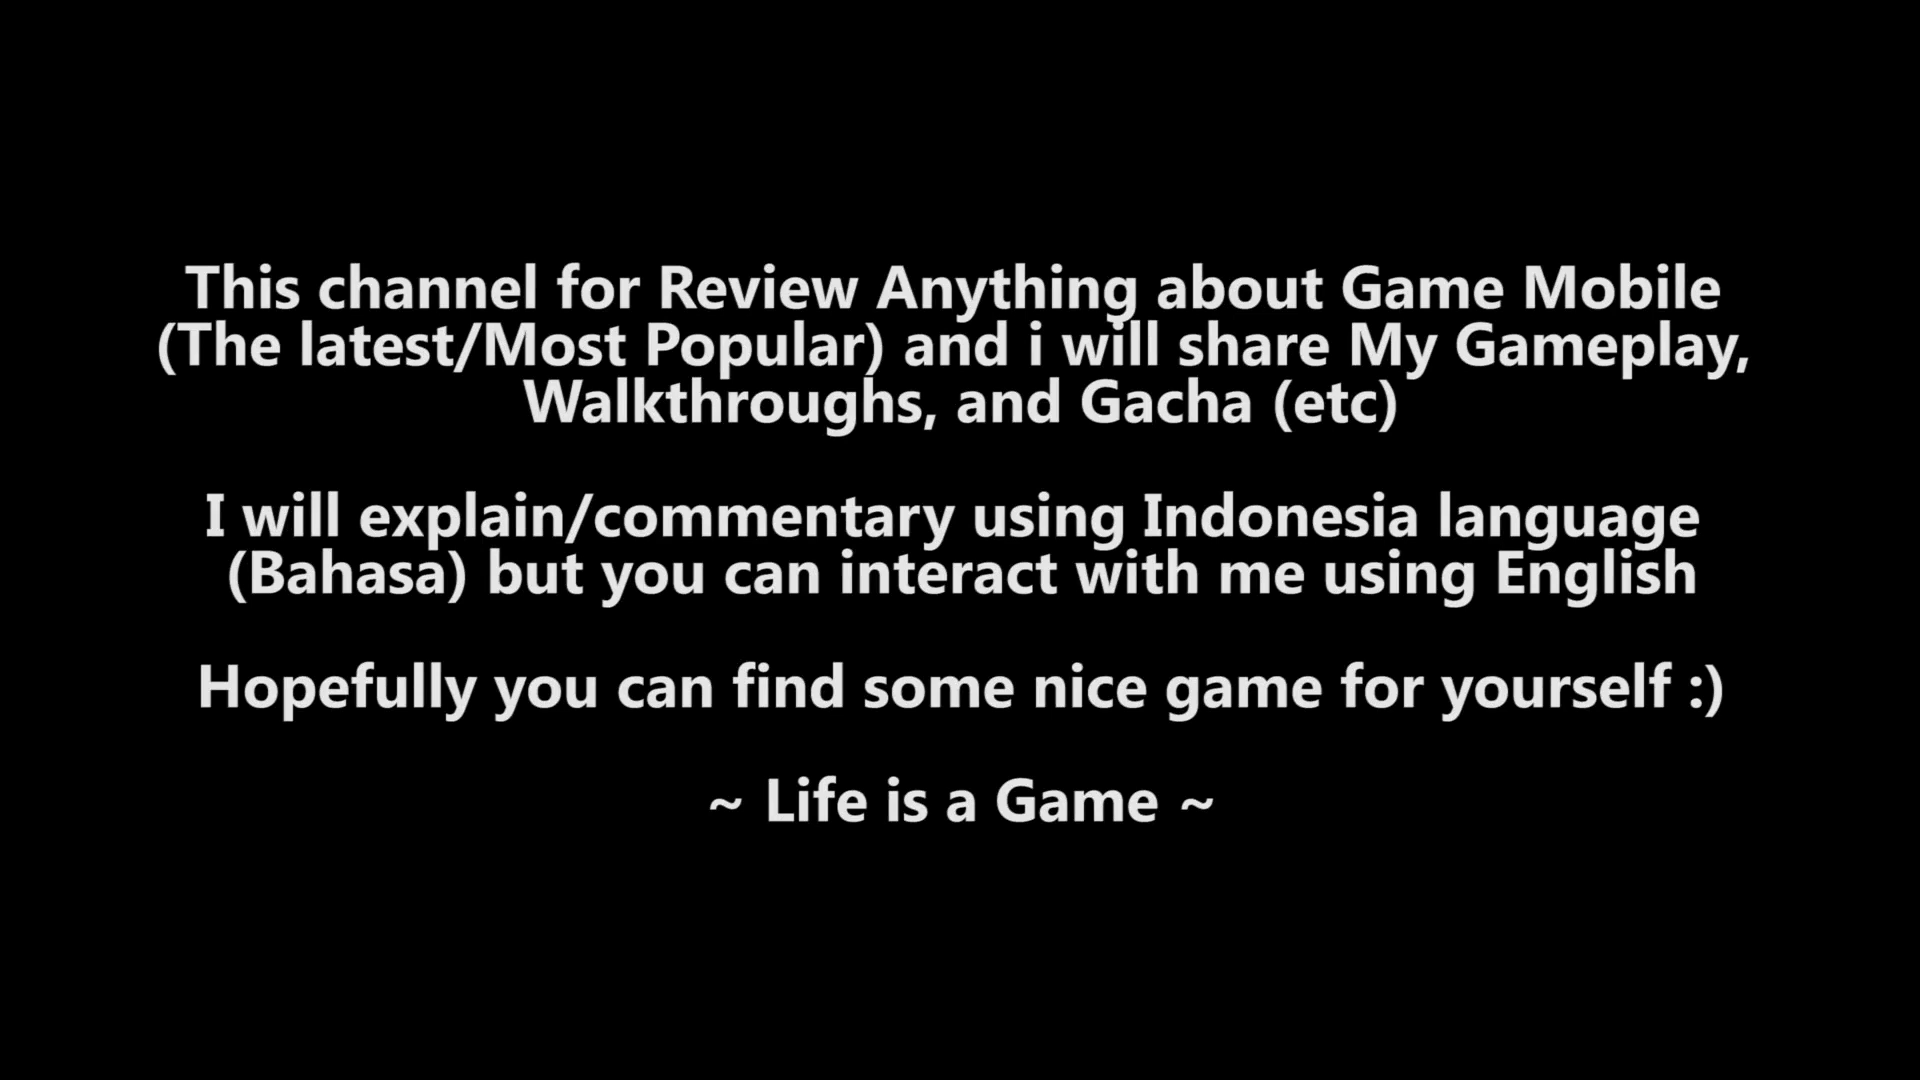 This channel for Review Anything about Game Mobile
(The latest/Most Popular) and i will share My Gameplay,
Walkthroughs, and Gacha (etc)
I will explain/commentary using Indonesia language
(Bahasa) but you can interact with me using English
Hopefully you can find some nice game for yourself :)
~ Life is a Game ~